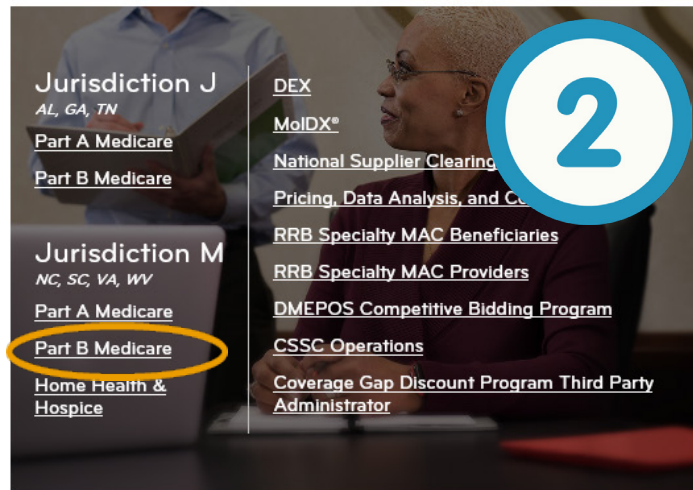 Jurisdiction J
AL, GA, TN
Part A Medicare
Part B Medicare
Jurisdiction M
NC, SC, VA, WV
Part A Medicare
Part B Medicare
Home Health &
Hospice
DEX
MolDX®
National Supplier
Pricing, Data Analysis, and
RRB Specialty MAC Beneficiaries
RRB Specialty MAC Providers
DMEPOS Competitive Bidding Program
CSSC Operations
Coverage Gap Discount Program Third Party
Administrator
2